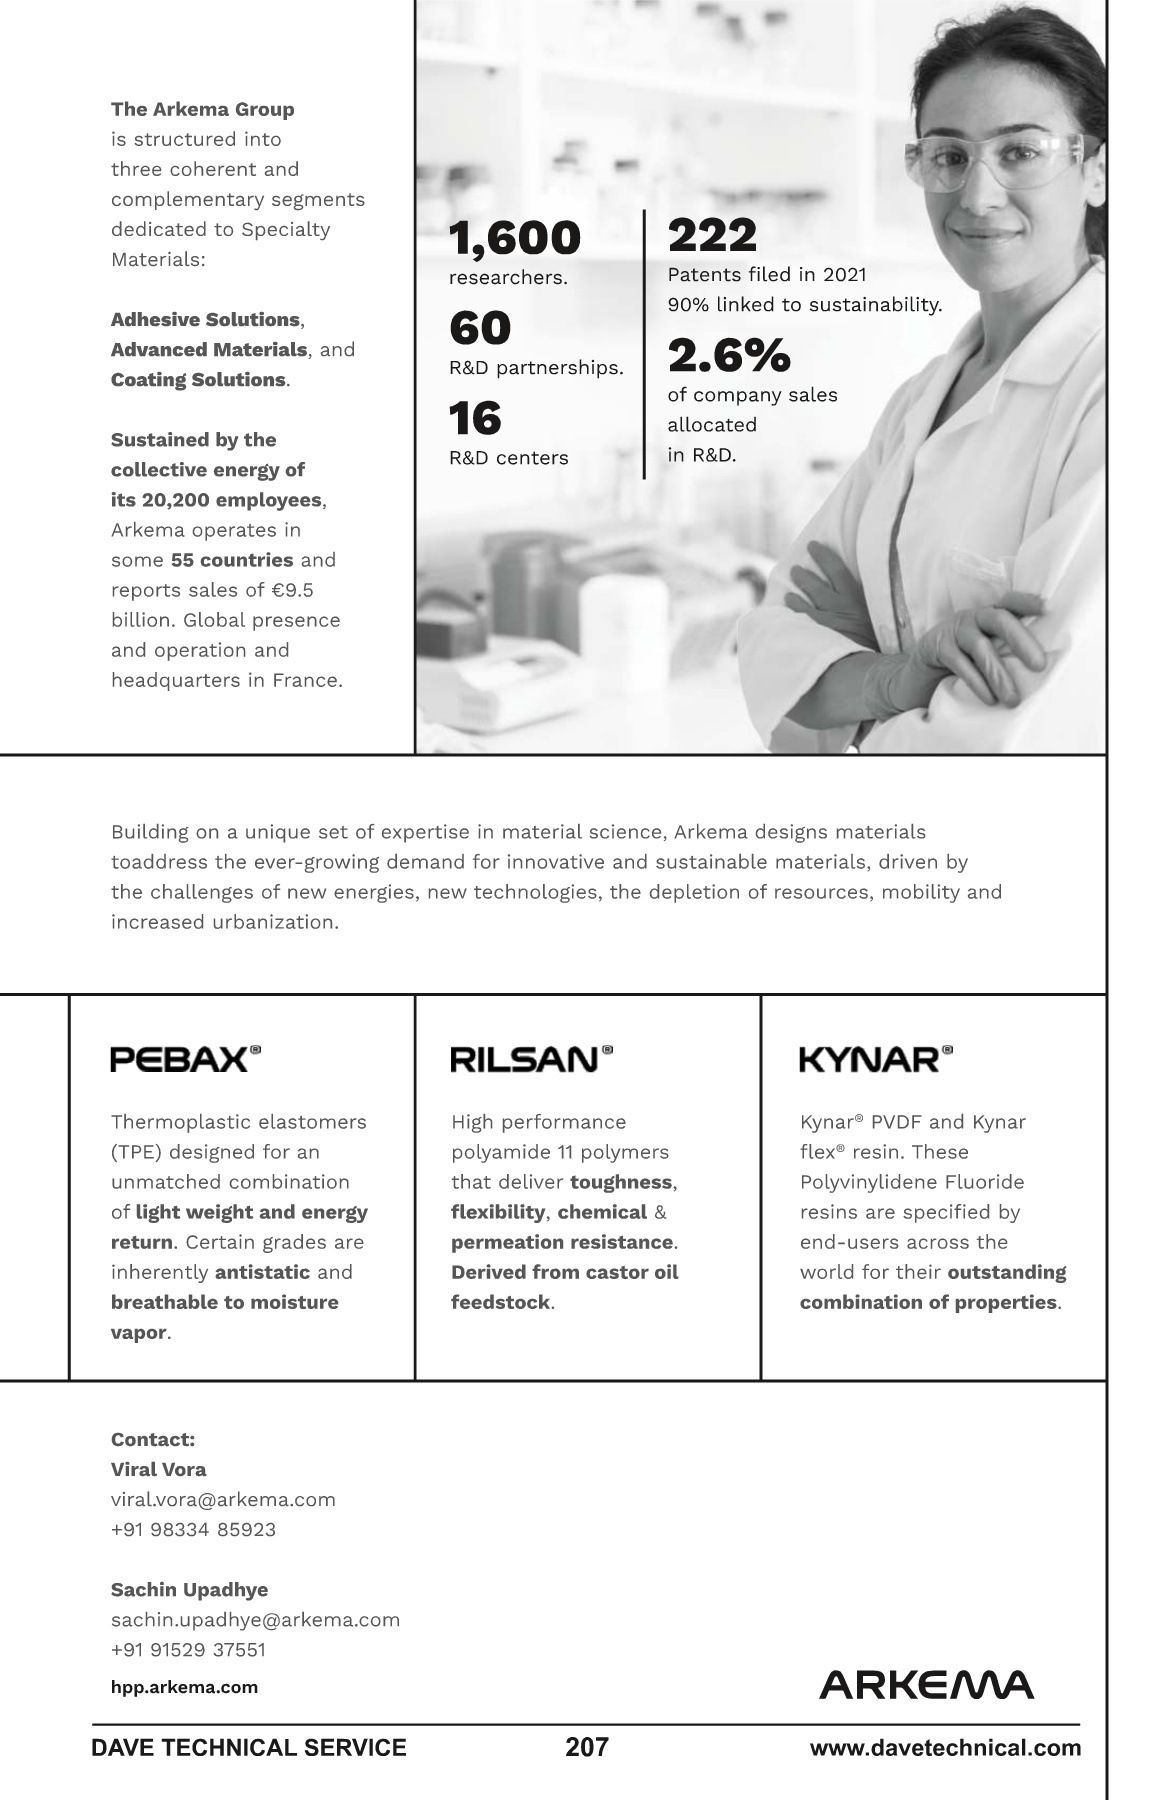 The Arkema Group
is structured into
three coherent and
complementary segments
dedicated to Specialty
Materials:
Adhesive Solutions,
Advanced Materials, and
Coating Solutions.
Sustained by the
collective energy of
its 20,200 employees,
Arkema operates in
some 55 countries and
reports sales of €9.5
billion. Global presence
and operation and
headquarters in France.
1,600
researchers.
60
R&D partnerships.
16
R&D centers
222
Patents filed in 2021
90% linked to sustainability.
2.6%
of company sales
allocated
in R&D.
Building on a unique set of expertise in material science, Arkema designs materials
toaddress the ever-growing demand for innovative and sustainable materials, driven by
the challenges of new energies, new technologies, the depletion of resources, mobility and
increased urbanization.
PEBAX®
Thermoplastic elastomers
(TPE) designed for an
unmatched combination
of light weight and energy
return. Certain grades are
inherently antistatic and
breathable to moisture
vapor.
RILSAN®
High performance
polyamide 11 polymers
that deliver toughness,
flexibility, chemical &
permeation resistance.
Derived from castor oil
feedstock.
KYNAR®
Kynar® PVDF and Kynar
flex® resin. These
Polyvinylidene Fluoride
resins are specified by
end-users across the
world for their outstanding
combination of properties.
Contact:
Viral Vora
viral.vora@arkema.com
+91 98334 85923
Sachin Upadhye
sachin.upadhye@arkema.com
+91 91529 37551
hpp.arkema.com
ARKEMA
DAVE TECHNICAL SERVICE 207 www.davetechnical.com